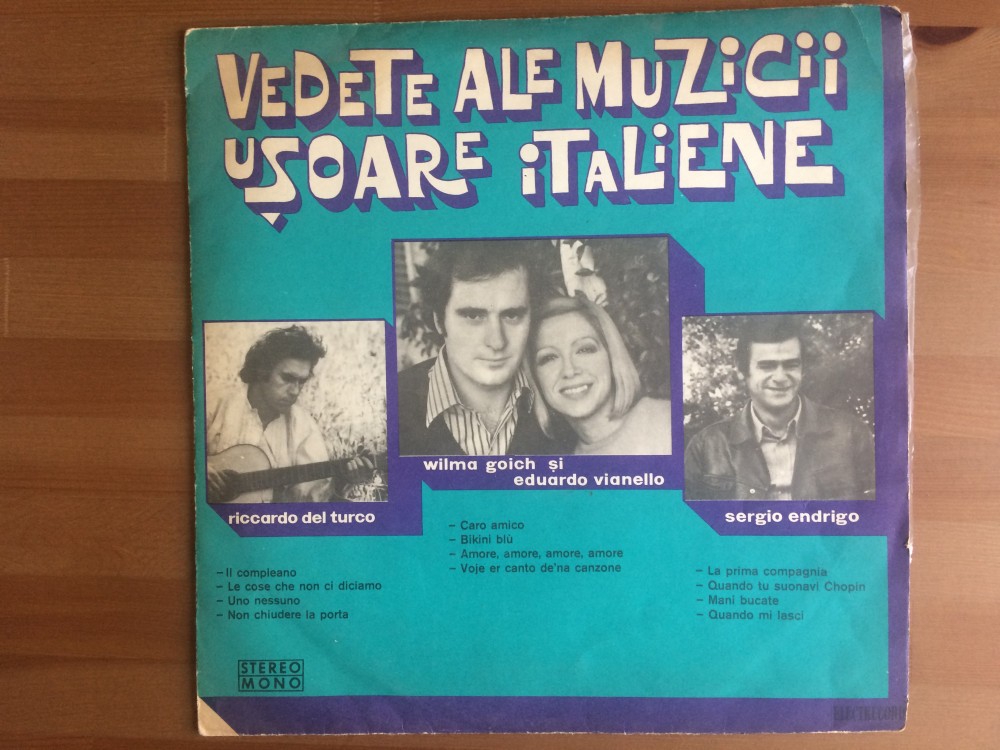 VEDETE ALE MUZICII
UȘOARE ITALIENE
riccardo del turco
- Il compleano
- Le cose che non ci diciamo
- Uno nessuno
- Non chiudere la porta
wilma goich și
eduardo vianello
- Caro amico
- Bikini blù
- Amore, amore, amore, amore
- Voje er canto de'na canzone
sergio endrigo
- La prima compagnia
- Quando tu suonavi Chopin
- Mani bucate
- Quando mi lasci
STEREO
MONO
ELECTRECORD